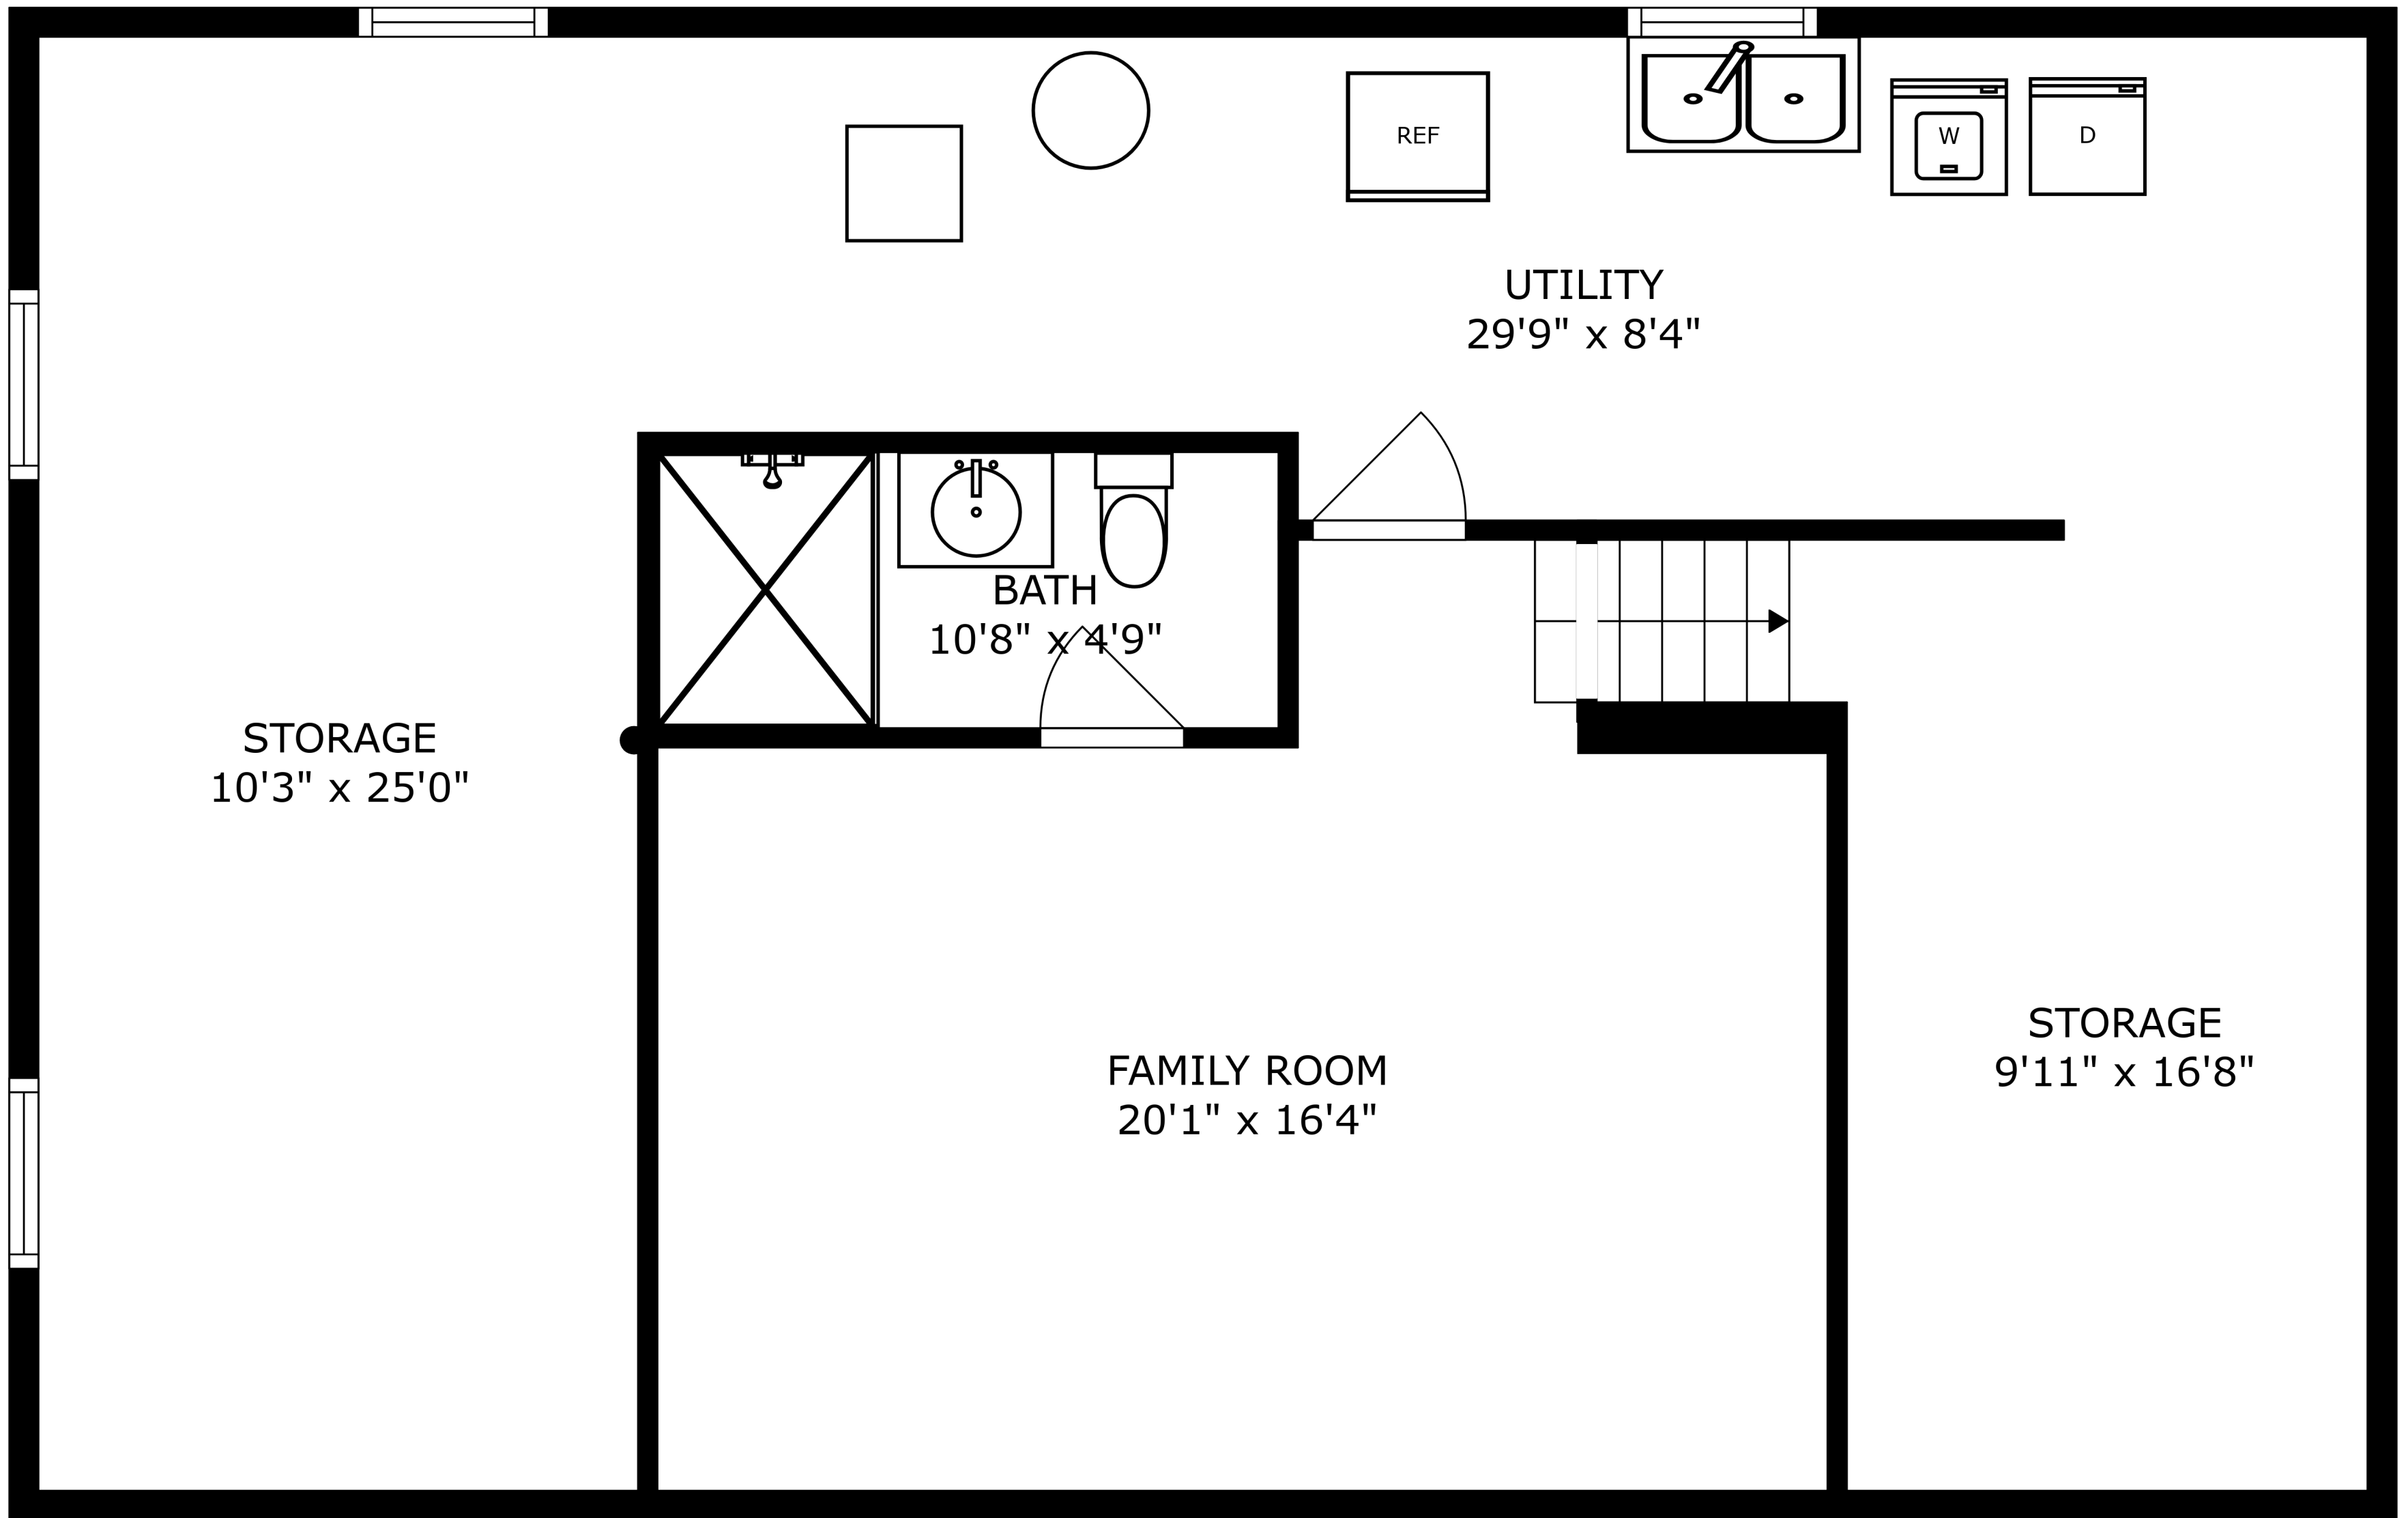 REF
W
D
UTILITY
29'9" x 8'4"
BATH
10'8" x 4'9"
STORAGE
10'3" x 25'0"
FAMILY ROOM
20'1" x 16'4"
STORAGE
9'11" x 16'8"